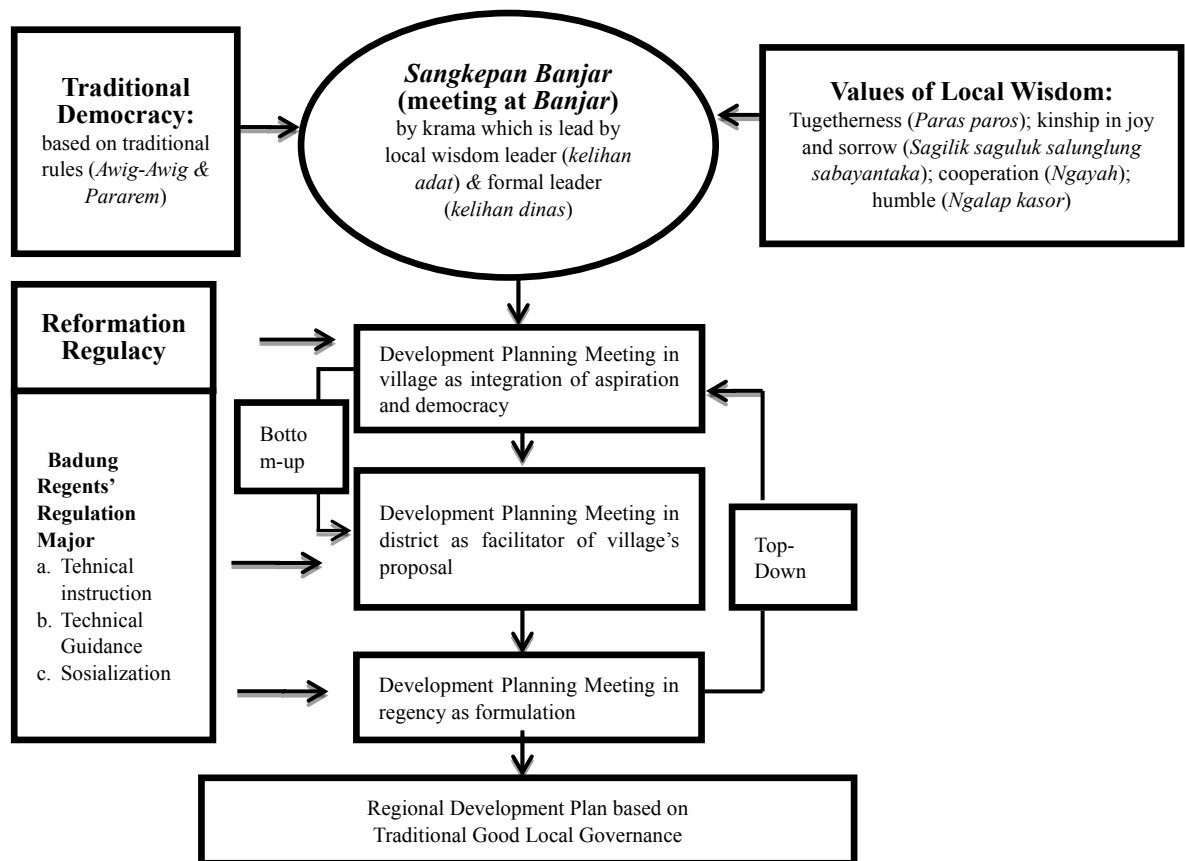 Traditional
Democracy:
based on traditional
rules (Awig-Awig &
Pararem)
Sangkepan Banjar
(meeting at Banjar)
by krama which is lead by
local wisdom leader (kelihan
adat) & formal leader
(kelihan dinas)
Values of Local Wisdom:
Tugetherness (Paras paros); kinship in joy
and sorrow (Sagilik saguluk salunglung
sabayantaka); cooperation (Ngayah);
humble (Ngalap kasor)
Reformation
Regulacy
Badung
Regents'
Regulation
Major
a. Tehnical
instruction
b. Technical
Guidance
c. Sosialization
Development Planning Meeting in
village as integration of aspiration
and democracy
Botto
m-up
Development Planning Meeting in
district as facilitator of village's
proposal
Top-
Down
Development Planning Meeting in
regency as formulation
Regional Development Plan based on
Traditional Good Local Governance